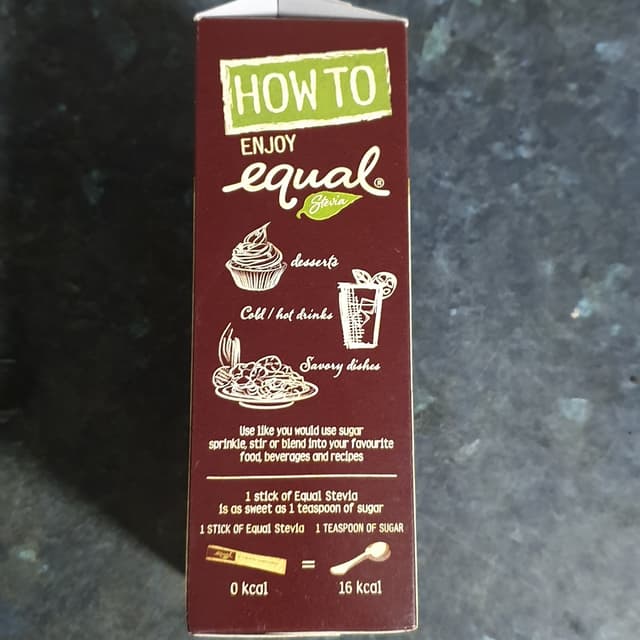 HOW TO
ENJOY
equal®
Stevia
desserts
Cold / hot drinks
Savory dishes
Use like you would use sugar
sprinkle, stir or blend into your favourite
food, beverages and recipes
1 stick of Equal Stevia
is as sweet as 1 teaspoon of sugar
1 STICK OF Equal Stevia 1 TEASPOON OF SUGAR
equal
=
0 kcal 16 kcal